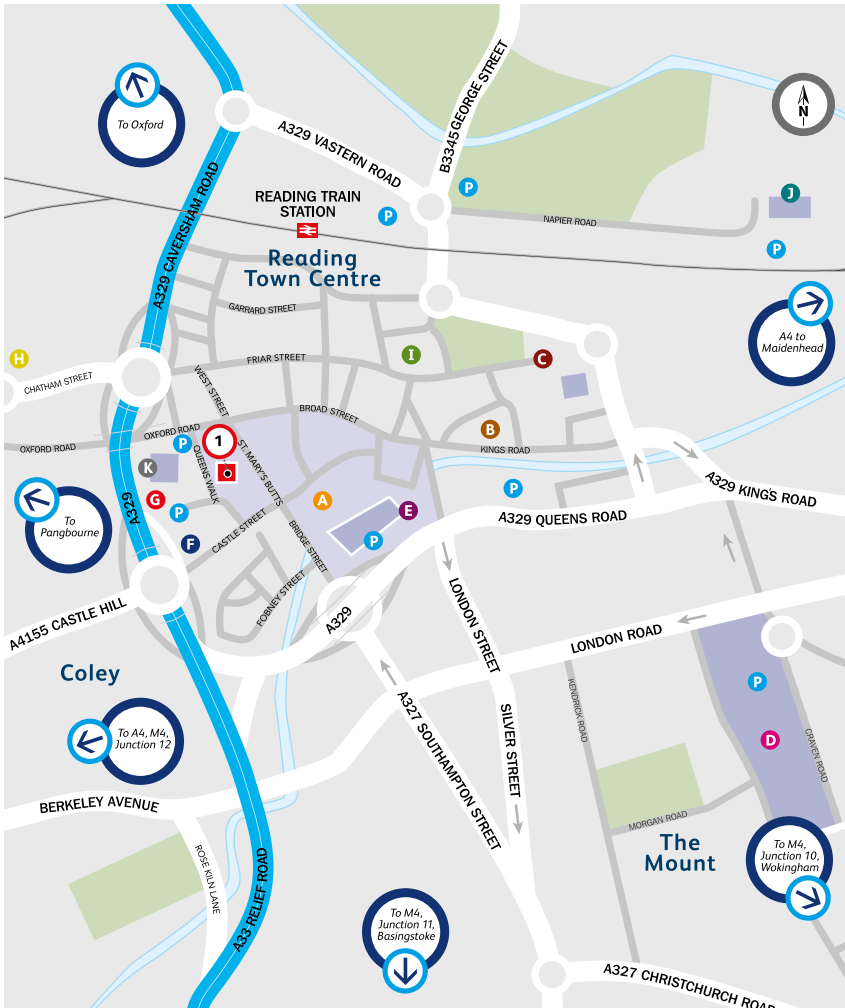 To Oxford
A329 VASTERN ROAD
B3345 GEORGE STREET
N
READING TRAIN
STATION
P
P
J
NAPIER ROAD
P
A329 CAVERSHAM ROAD
Reading
Town Centre
GARRARD STREET
A4 to
Maidenhead
H
CHATHAM STREET
FRIAR STREET
I
C
WEST STREET
BROAD STREET
B
OXFORD ROAD
OXFORD ROAD
P
1
KINGS ROAD
K
QUEENS WALK
ST. MARY'S BUTTS
G
P
A329
A
E
P
P
A329 KING'S ROAD
A329 QUEENS ROAD
To
Pangbourne
F
CASTLE STREET
BRIDGE STREET
FOBNEY STREET
A329
A4155 CASTLE HILL
LONDON STREET
LONDON ROAD
Coley
KENDRICK ROAD
P
D
CRAVEN ROAD
To A4, M4,
Junction 12
A327 SOUTHAMPTON STREET
SILVER STREET
BERKELEY AVENUE
MORGAN ROAD
The
Mount
ROSE KILN LANE
A33 RELIEF ROAD
To M4,
Junction 10,
Wokingham
To M4,
Junction 11,
Basingstoke
A327 CHRISTCHURCH ROAD